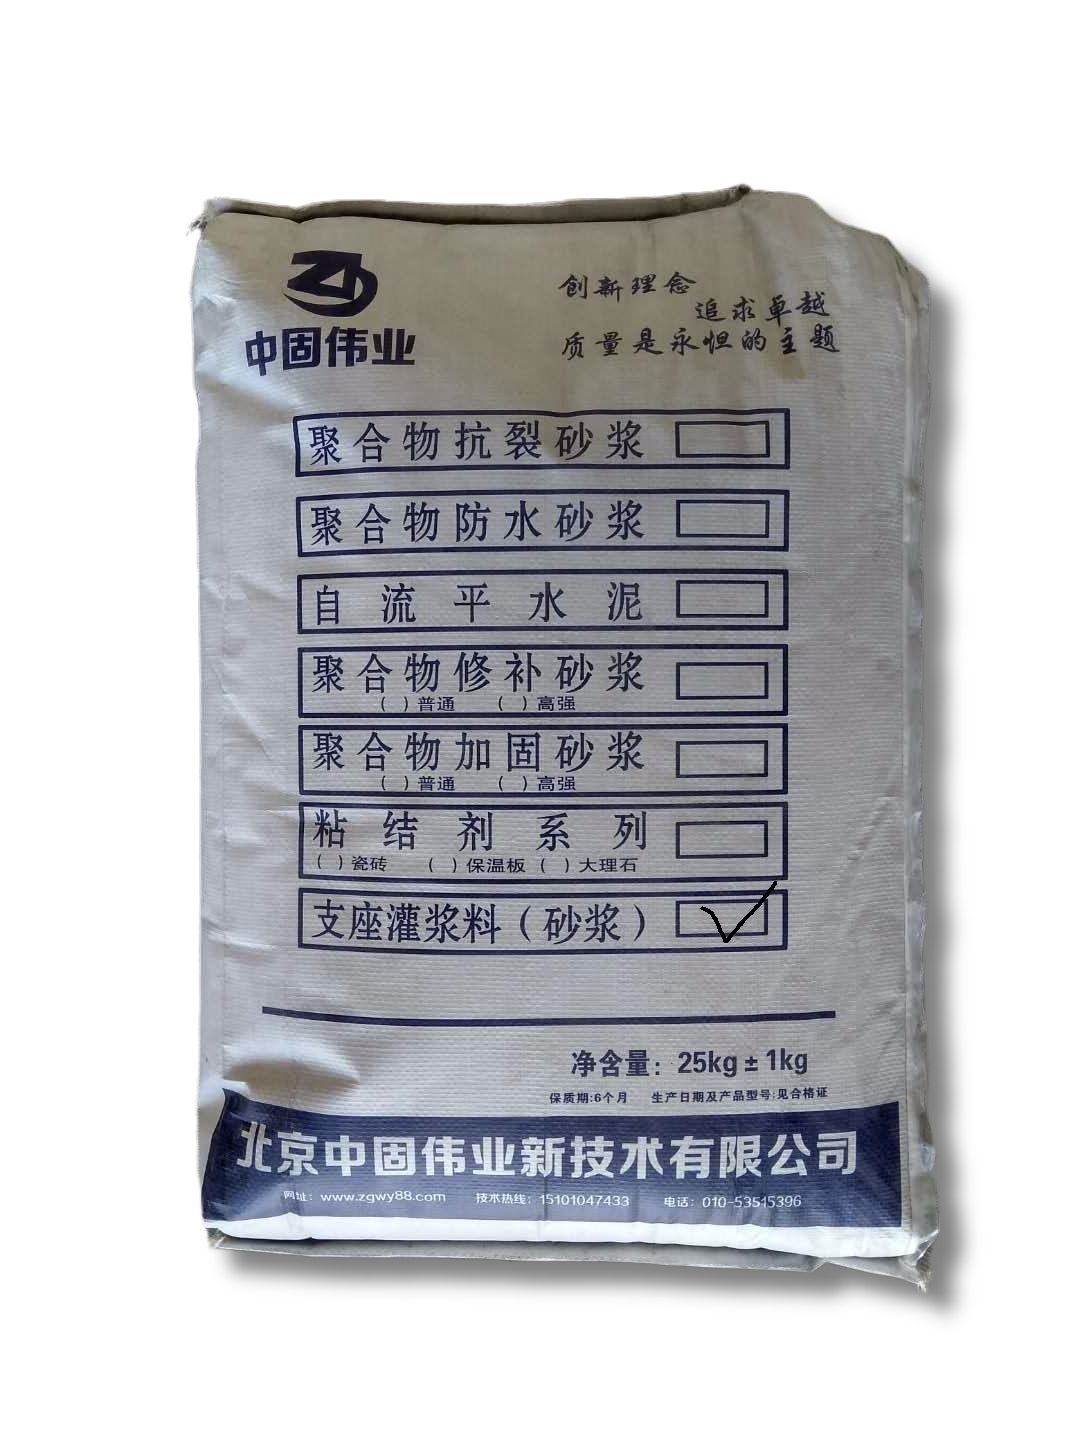 中固伟业
创新理念
追求卓越
质量是永恒的主题
聚合物抗裂砂浆
聚合物防水砂浆
自流平水泥
聚合物修补砂浆
( )普通 ( )高强
聚合物加固砂浆
( )普通 ( )高强
粘结剂系列
( )瓷砖 ( )保温板 ( )大理石
支座灌浆料(砂浆)
净含量: 25kg±1kg
保质期:6个月 生产日期及产品型号:见合格证
北京中固伟业新技术有限公司
网址: www.zgwy88.com 技术热线: 15101047433 电话: 010-53515396